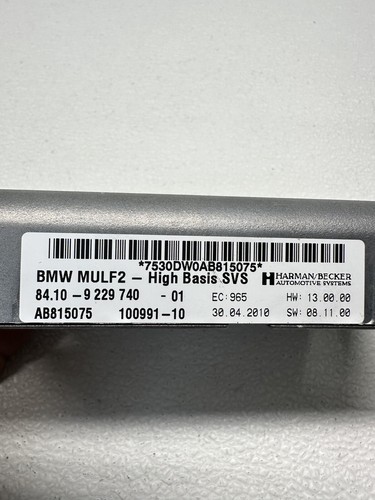 *7530DW0AB815075*
BMW MULF2 – High Basis SVS HARMAN/BECKER
AUTOMOTIVE SYSTEMS
84.10 –9 229 740 - 01 EC: 965 HW: 13.00.00
AB815075 100991–10 30.04.2010 SW: 08.11.00